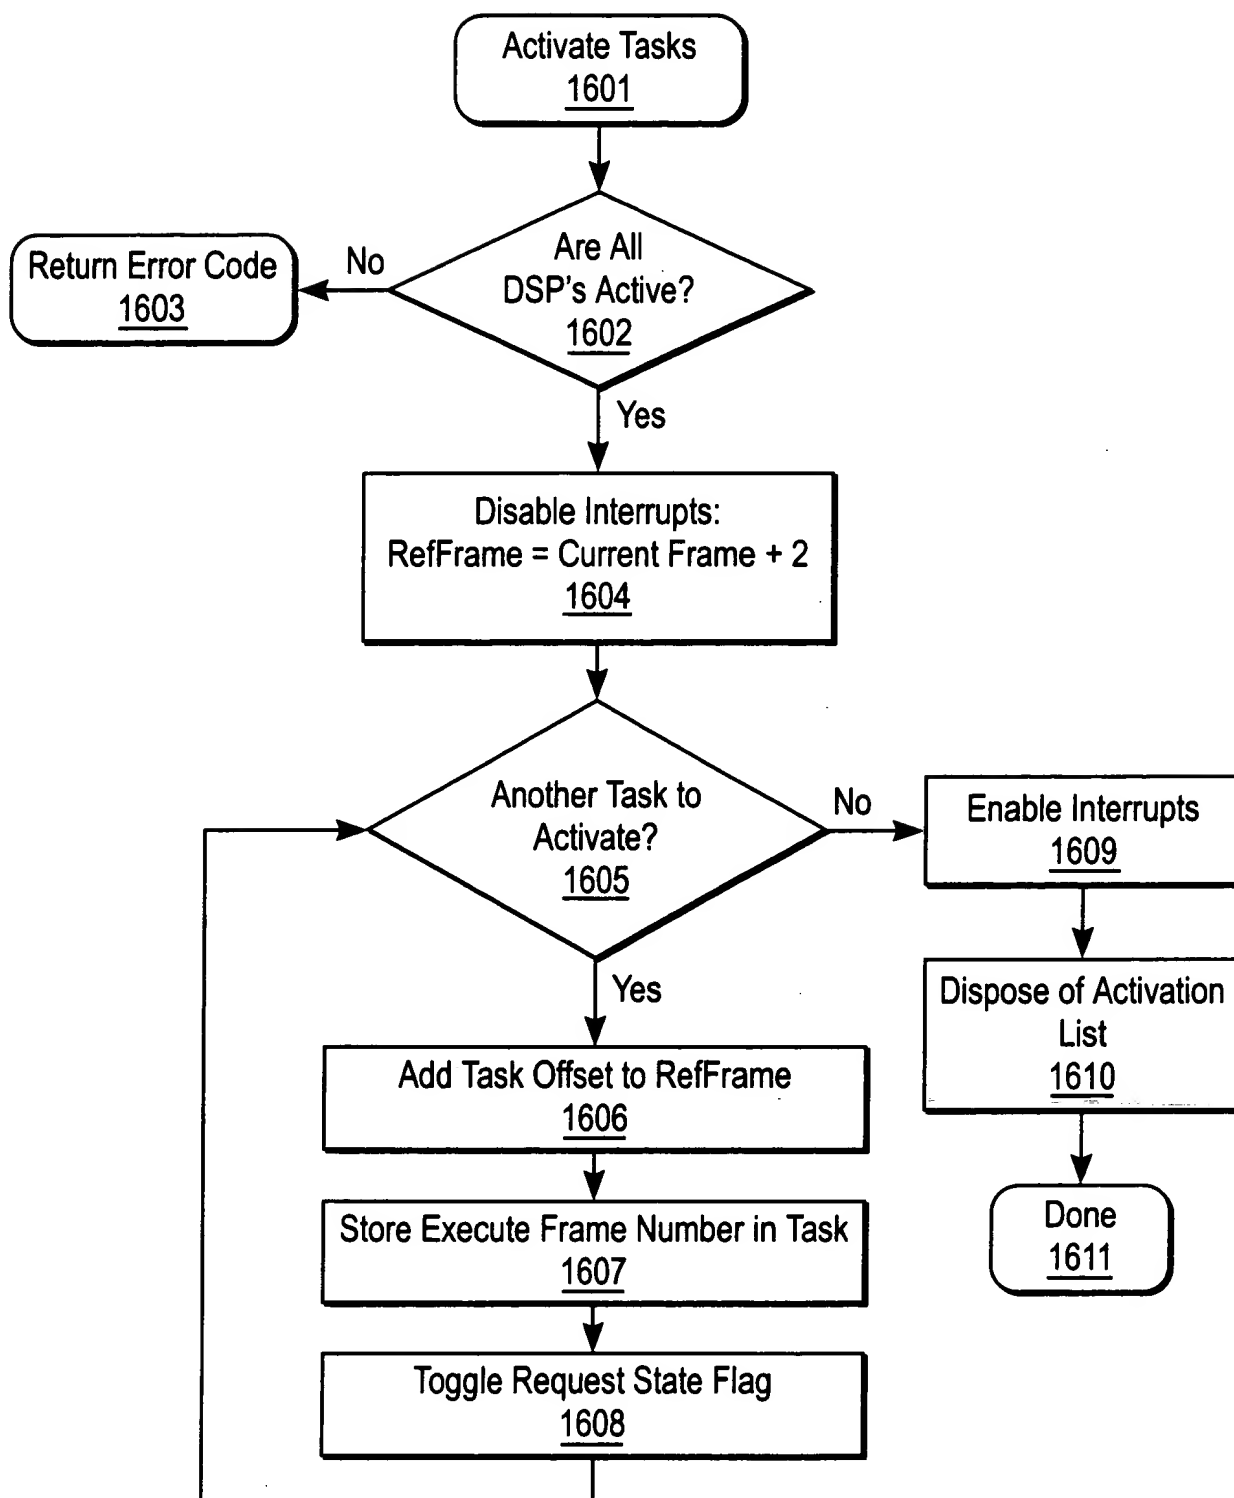 Activate Tasks
1601
Are All
DSP's Active?
1602
No
Return Error Code
1603
Yes
Disable Interrupts:
RefFrame = Current Frame + 2
1604
Another Task to
Activate?
1605
No
Enable Interrupts
1609
Yes
Dispose of Activation
List
1610
Add Task Offset to RefFrame
1606
Store Execute Frame Number in Task
1607
Done
1611
Toggle Request State Flag
1608